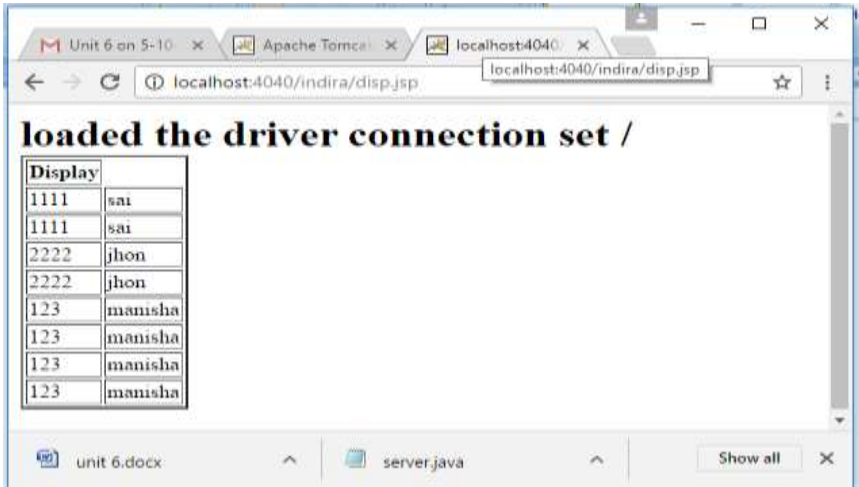 Unit 6 on 5-10
Apache Tomca
localhost:4040/
localhost:4040/indira/disp.jsp
localhost:4040/indira/disp.jsp
loaded the driver connection set /
Display
1111 sai
1111 sai
2222 jhon
2222 jhon
123 manisha
123 manisha
123 manisha
123 manisha
unit 6.docx
server.java
Show all